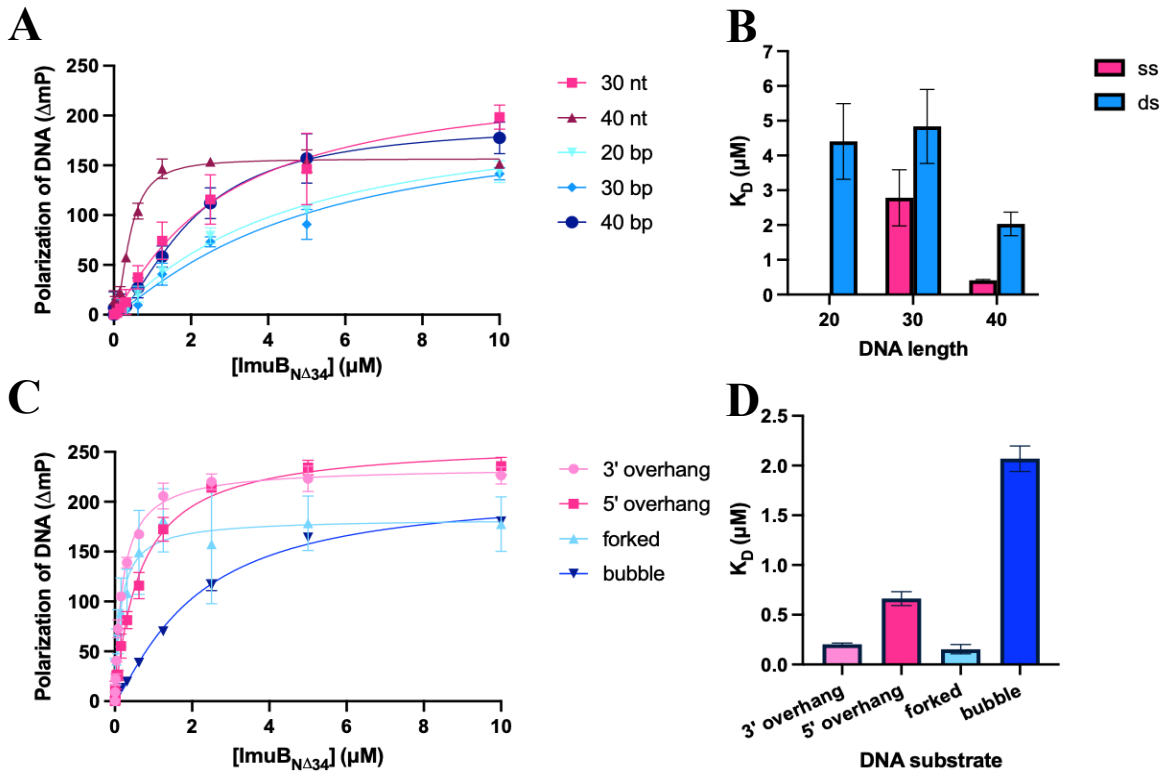 A
250
200
150
100
50
0
Polarization of DNA (ΔmP)
0 2 4 6 8 10
[ImuB_NΔ34] (μM)
30 nt
40 nt
20 bp
30 bp
40 bp
B
7
6
5
4
3
2
1
0
K_D (μM)
20 30 40
DNA length
ss
ds
C
250
200
150
100
50
0
Polarization of DNA (ΔmP)
0 2 4 6 8 10
[ImuB_NΔ34] (μM)
3' overhang
5' overhang
forked
bubble
D
2.5
2.0
1.5
1.0
0.5
0.0
K_D (μM)
3' overhang
5' overhang
forked
bubble
DNA substrate